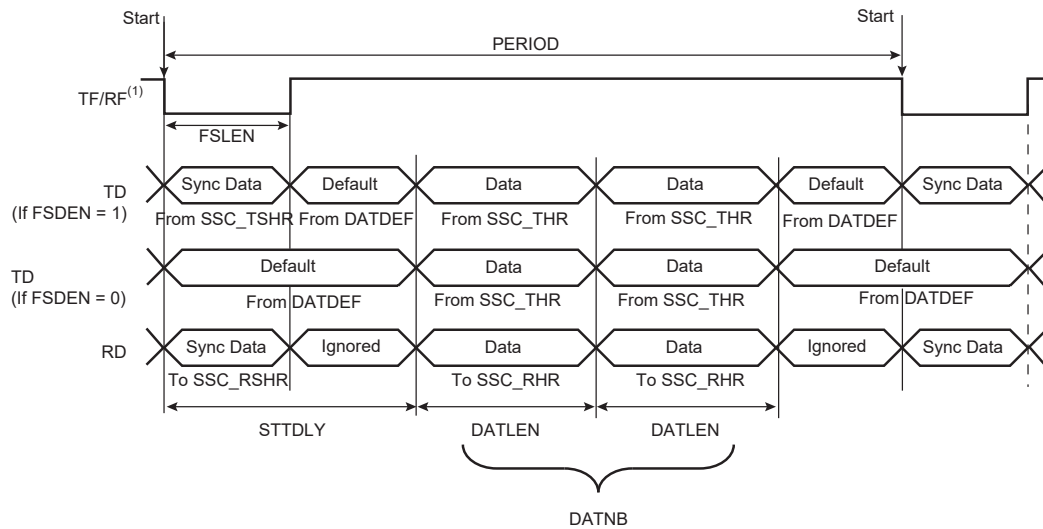 Start
Start
PERIOD
TF/RF(1)
FSLEN
TD
(If FSDEN = 1)
Sync Data
Default
Data
Data
Default
Sync Data
From SSC_TSHR
From DATDEF
From SSC_THR
From SSC_THR
From DATDEF
TD
(If FSDEN = 0)
Default
Data
Data
Default
From DATDEF
From SSC_THR
From SSC_THR
From DATDEF
RD
Sync Data
Ignored
Data
Data
Ignored
Sync Data
To SSC_RSHR
To SSC_RHR
To SSC_RHR
STTDLY
DATLEN
DATLEN
DATNB